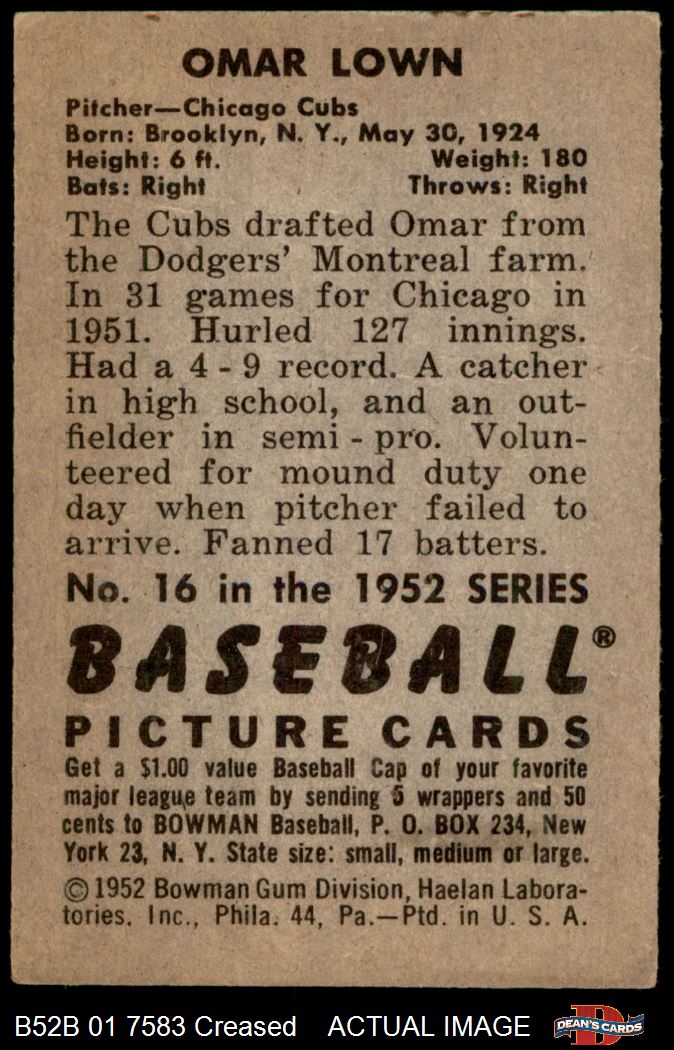 OMAR LOWN
Pitcher—Chicago Cubs
Born: Brooklyn, N. Y., May 30, 1924
Height: 6 ft. Weight: 180
Bats: Right Throws: Right
The Cubs drafted Omar from
the Dodgers' Montreal farm.
In 31 games for Chicago in
1951. Hurled 127 innings.
Had a 4 - 9 record. A catcher
in high school, and an out-
fielder in semi - pro. Volun-
teered for mound duty one
day when pitcher failed to
arrive. Fanned 17 batters.
No. 16 in the 1952 SERIES
BASEBALL®
PICTURE CARDS
Get a $1.00 value Baseball Cap of your favorite
major league team by sending 5 wrappers and 50
cents to BOWMAN Baseball, P. O. BOX 234, New
York 23, N. Y. State size: small, medium or large.
©1952 Bowman Gum Division, Haelan Labora-
tories, Inc., Phila. 44, Pa.—Ptd. in U. S. A.
B52B 01 7583 Creased ACTUAL IMAGE
DEAN'S CARDS